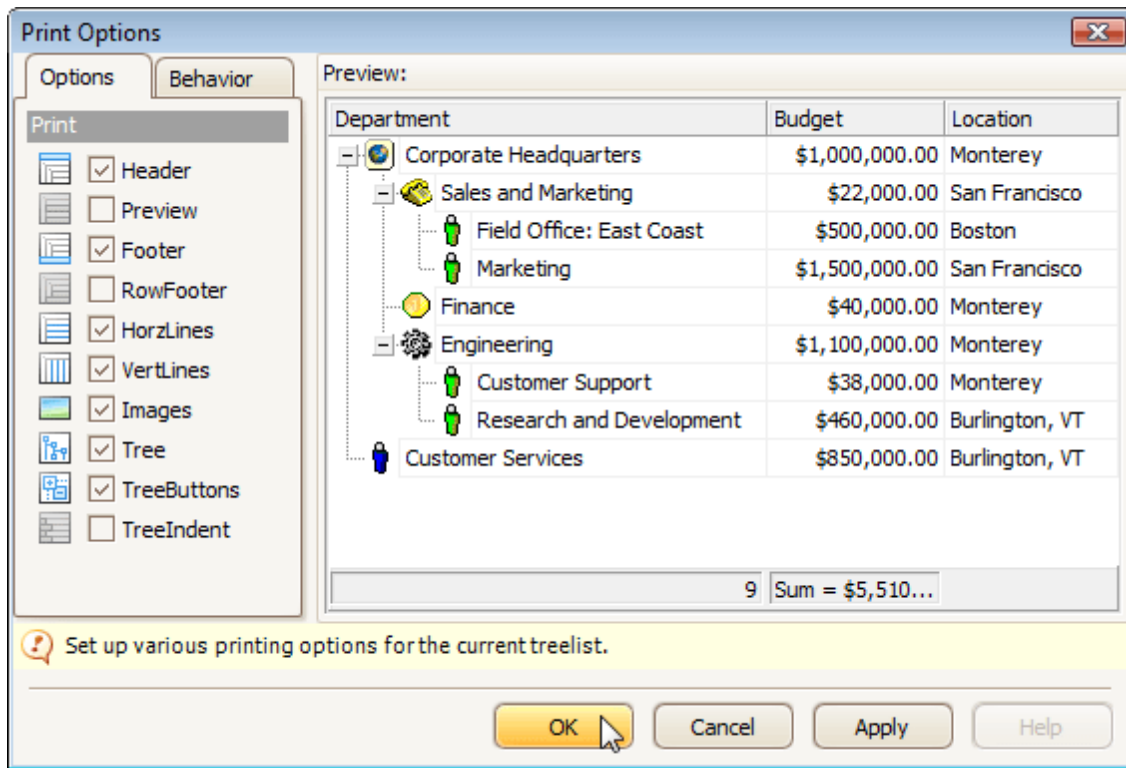 Print Options
Options Behavior
Print
Header
Preview
Footer
RowFooter
HorzLines
VertLines
Images
Tree
TreeButtons
TreeIndent
Preview:
Department Budget Location
Corporate Headquarters $1,000,000.00 Monterey
Sales and Marketing $22,000.00 San Francisco
Field Office: East Coast $500,000.00 Boston
Marketing $1,500,000.00 San Francisco
Finance $40,000.00 Monterey
Engineering $1,100,000.00 Monterey
Customer Support $38,000.00 Monterey
Research and Development $460,000.00 Burlington, VT
Customer Services $850,000.00 Burlington, VT
9 Sum = $5,510...
Set up various printing options for the current treelist.
OK Cancel Apply Help